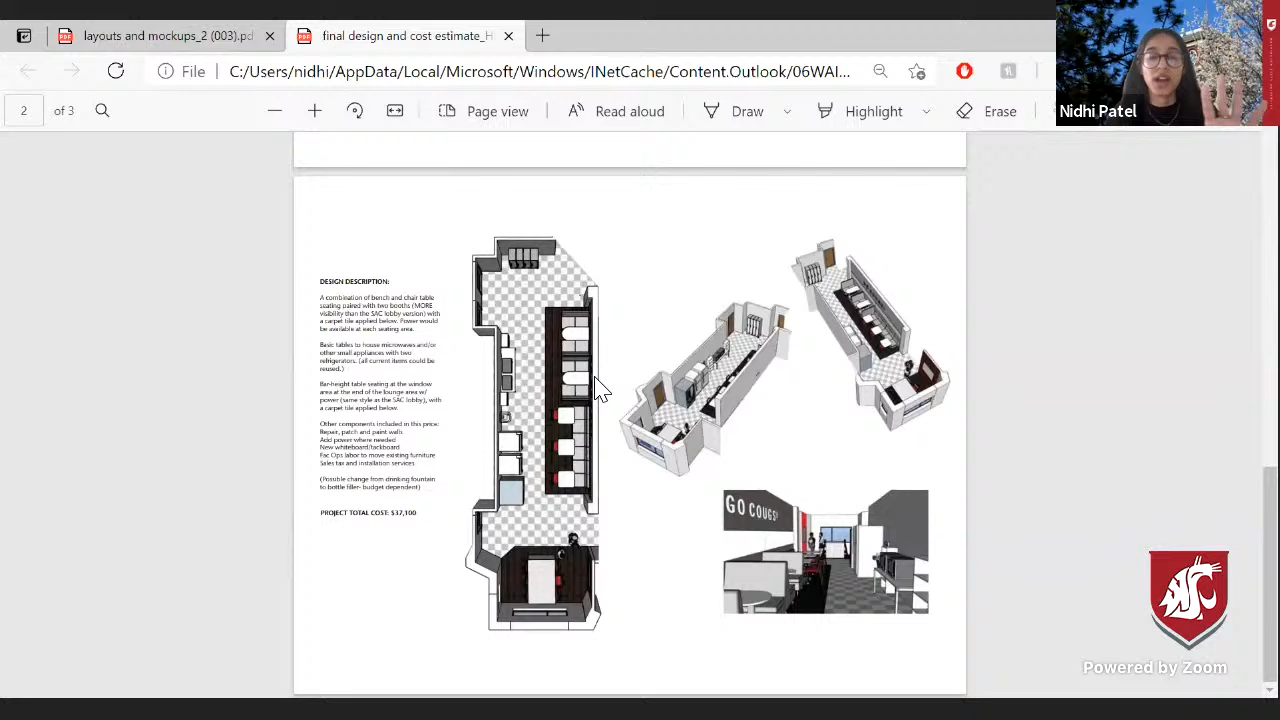 layouts and mockups_2 (003).pd
final design and cost estimate_H
File
C:/Users/nidhi/AppData/Local/Microsoft/Windows/INetCache/Content.Outlook/06WAI...
2 of 3
Page view
Read aloud
Draw
Highlight
Erase
Nidhi Patel
DESIGN DESCRIPTION:
A combination of bench and chair table
seating paired with two booths (MORE
visibility than the SAC lobby version) with
a carpet tile applied below. Power would
be available at each seating area.
Basic tables to house microwaves and/or
other small appliances with two
refrigerators. (all current items could be
reused.)
Bar-height table seating at the window
area at the end of the lounge area w/
power (same style as the SAC lobby), with
a carpet tile applied below.
Other components included in this price:
Repair, patch and paint walls
Add power where needed
New whiteboard/tackboard
Fac Ops labor to move existing furniture
Sales tax and installation services
(Possible change from drinking fountain
to bottle filler- budget dependent)
PROJECT TOTAL COST: $37,100
GO COUGS!
Powered by Zoom